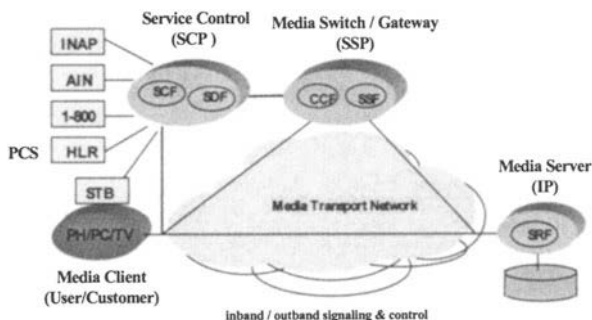 Service Control
(SCP )
Media Switch / Gateway
(SSP)
INAP
AIN
1-800
PCS
HLR
STB
SCF
SDF
CCF
SSF
Media Server
(IP)
Media Transport Network
SRF
PH/PC/TV
Media Client
(User/Customer)
inband / outband signaling & control